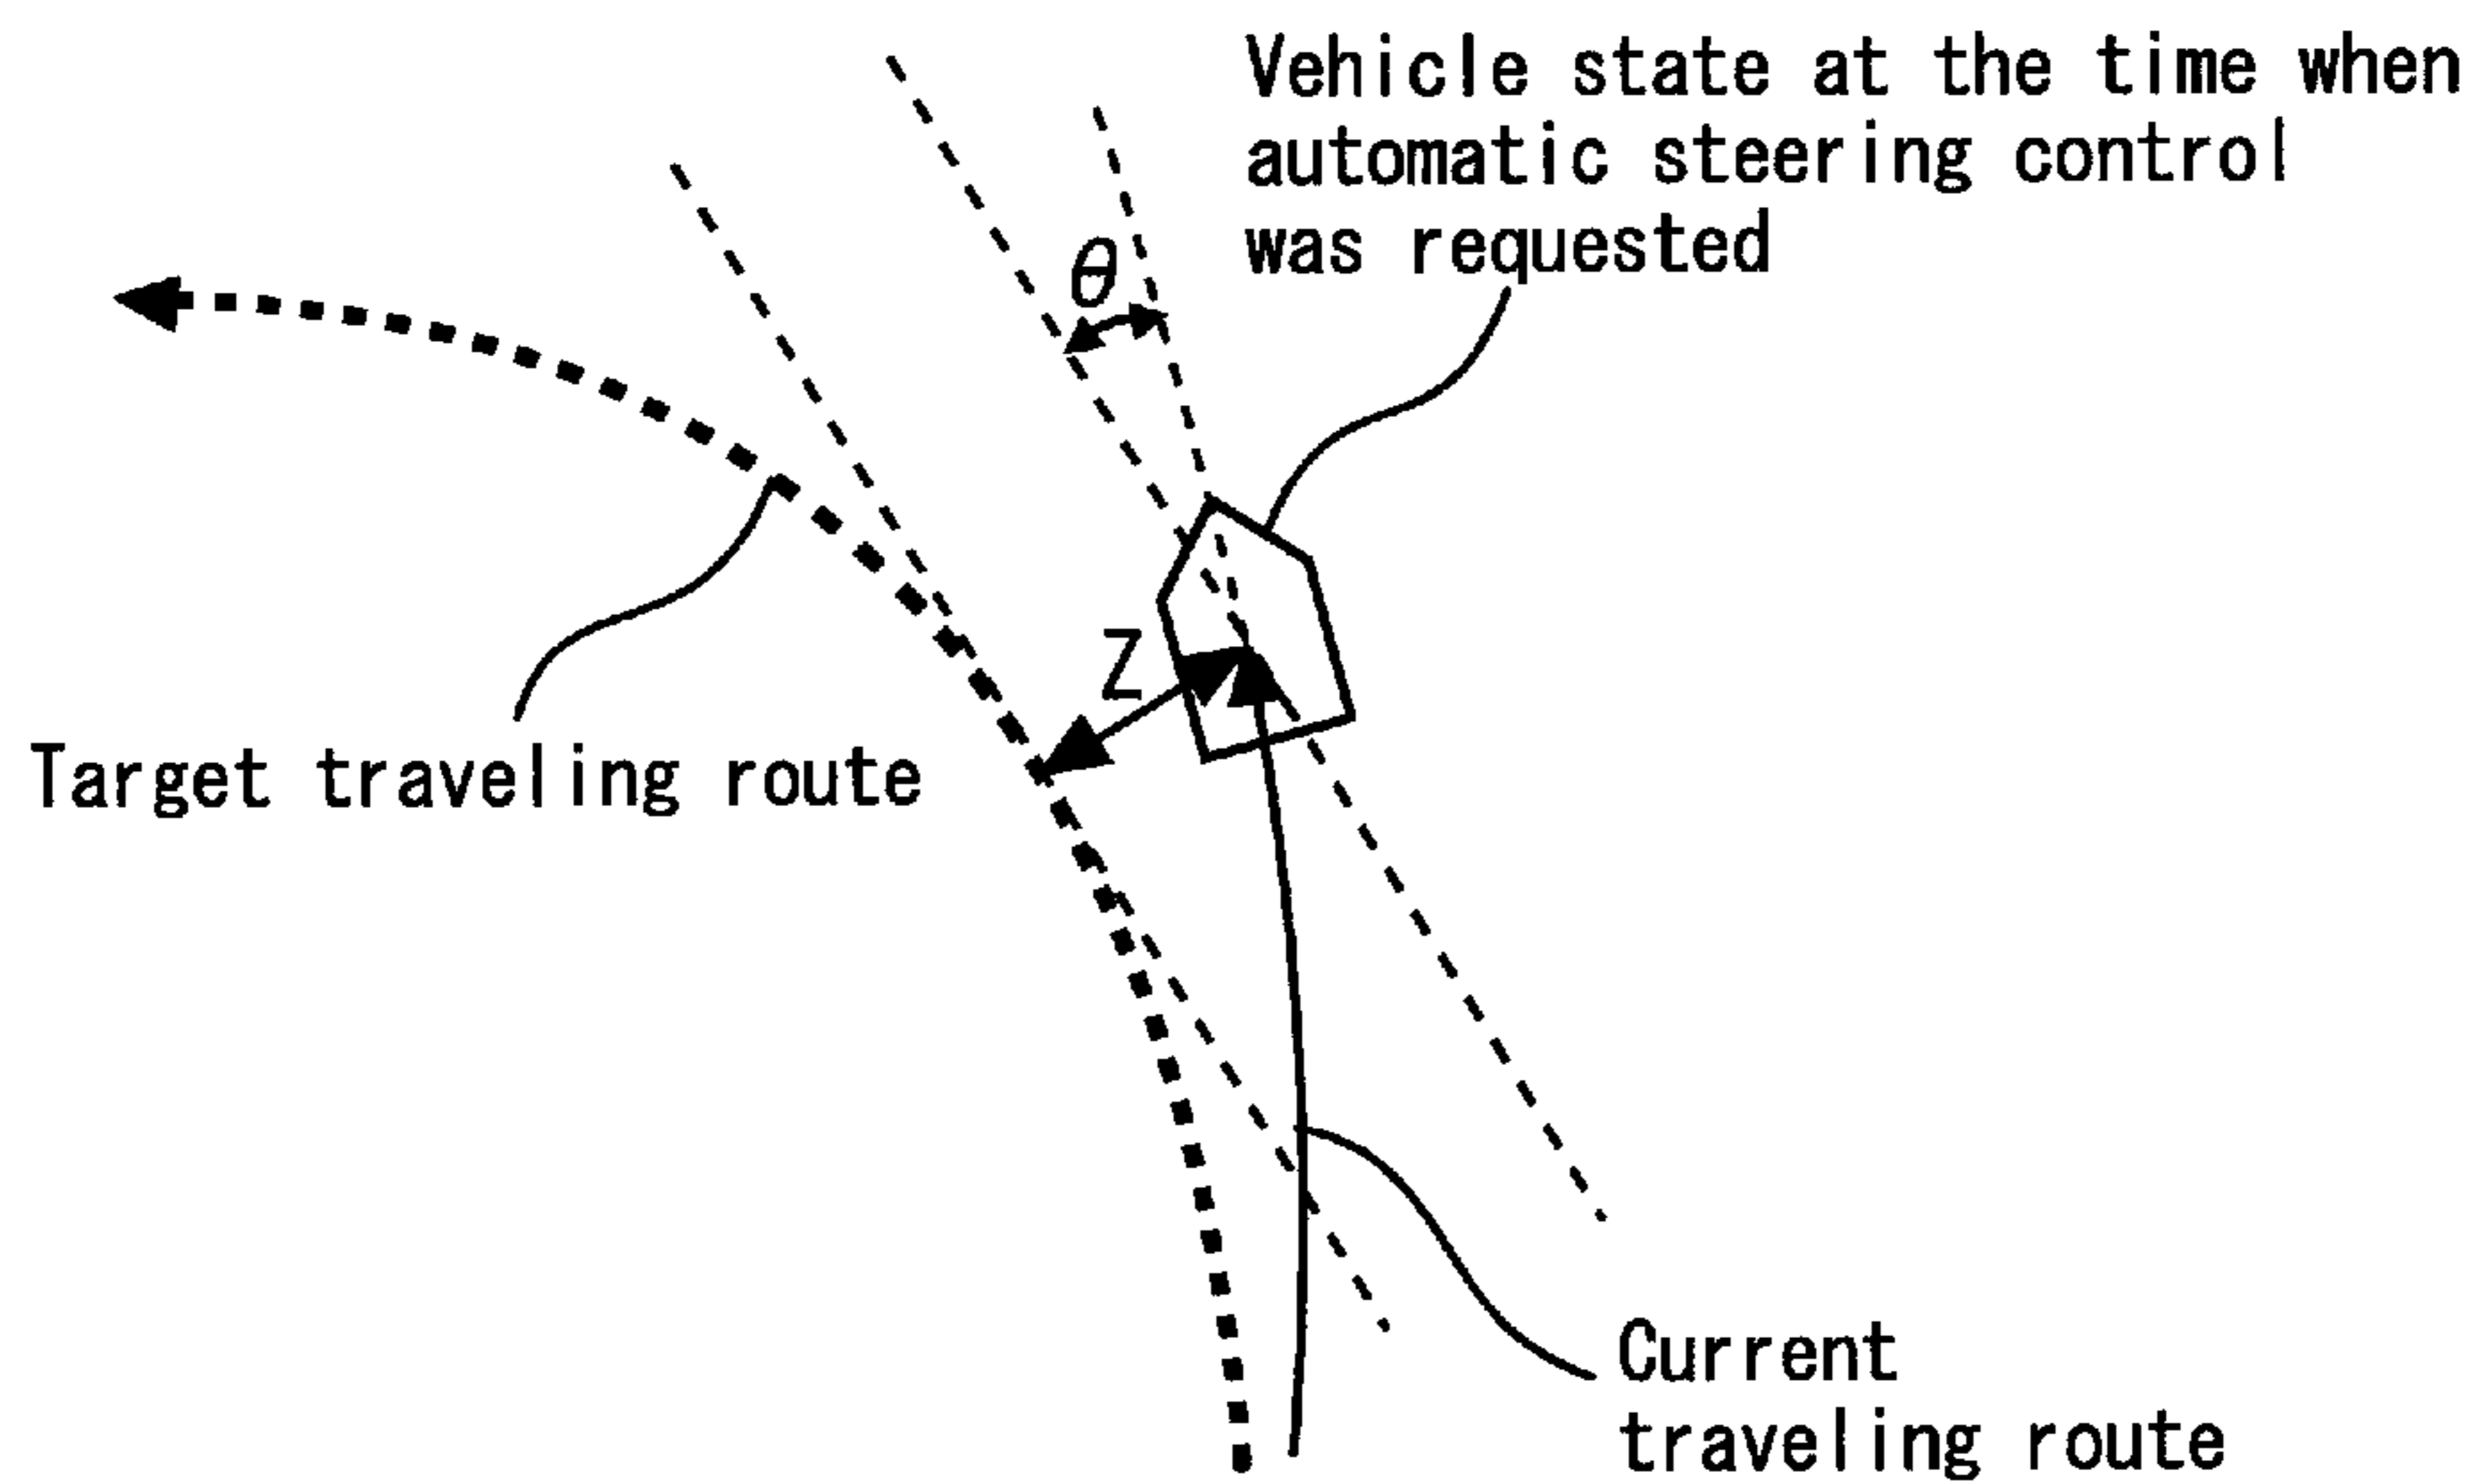 Vehicle state at the time when
automatic steering control
was requested
θ
Z
Target traveling route
Current
traveling route